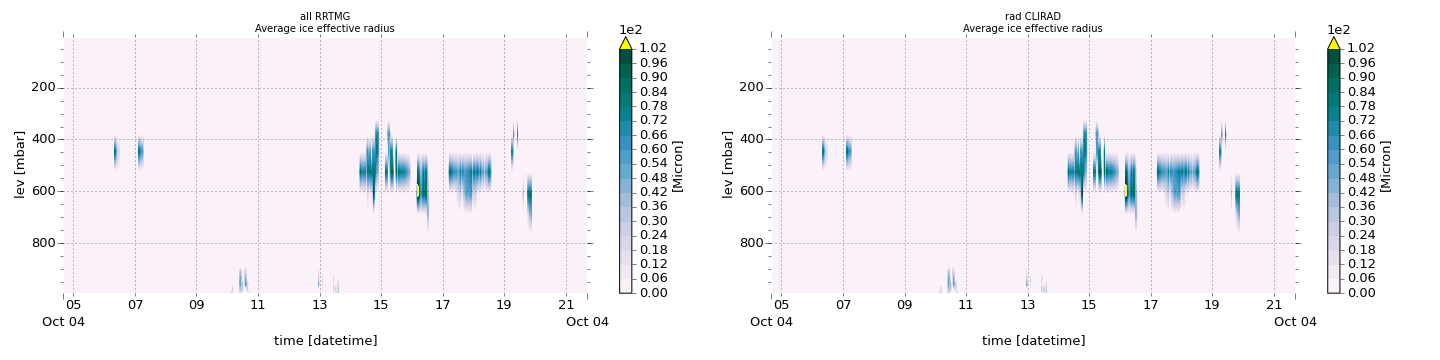 all RRTMG
Average ice effective radius
1e2
1.02
0.96
0.90
0.84
0.78
0.72
0.66
0.60
0.54
0.48
0.42
0.36
0.30
0.24
0.18
0.12
0.06
0.00
[Micron]
lev [mbar]
200
400
600
800
05 07 09 11 13 15 17 19 21
Oct 04 Oct 04
time [datetime]
rad CLIRAD
Average ice effective radius
1e2
1.02
0.96
0.90
0.84
0.78
0.72
0.66
0.60
0.54
0.48
0.42
0.36
0.30
0.24
0.18
0.12
0.06
0.00
[Micron]
lev [mbar]
200
400
600
800
05 07 09 11 13 15 17 19 21
Oct 04 Oct 04
time [datetime]